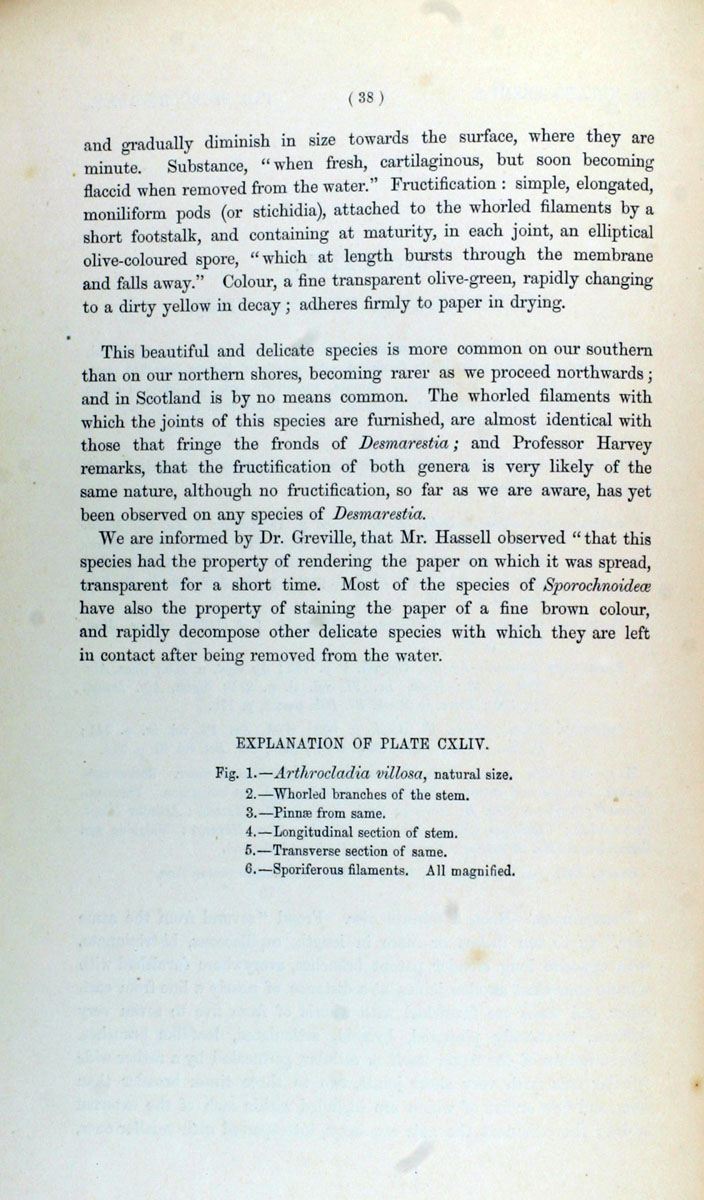 ( 38 )
and gradually diminish in size towards the surface, where they are
minute. Substance, “when fresh, cartilaginous, but soon becoming
flaccid when removed from the water.” Fructification : simple, elongated,
moniliform pods (or stichidia), attached to the whorled filaments by a
short footstalk, and containing at maturity, in each joint, an elliptical
olive-coloured spore, “which at length bursts through the membrane
and falls away.” Colour, a fine transparent olive-green, rapidly changing
to a dirty yellow in decay ; adheres firmly to paper in drying.
This beautiful and delicate species is more common on our southern
than on our northern shores, becoming rarer as we proceed northwards ;
and in Scotland is by no means common. The whorled filaments with
which the joints of this species are furnished, are almost identical with
those that fringe the fronds of Desmarestia ; and Professor Harvey
remarks, that the fructification of both genera is very likely of the
same nature, although no fructification, so far as we are aware, has yet
been observed on any species of Desmarestia.
We are informed by Dr. Greville, that Mr. Hassell observed “that this
species had the property of rendering the paper on which it was spread,
transparent for a short time. Most of the species of Sporochnoideæ
have also the property of staining the paper of a fine brown colour,
and rapidly decompose other delicate species with which they are left
in contact after being removed from the water.
EXPLANATION OF PLATE CXLIV.
Fig. 1.—Arthrocladia villosa, natural size.
2.—Whorled branches of the stem.
3.—Pinnæ from same.
4.—Longitudinal section of stem.
5.—Transverse section of same.
6.—Sporiferous filaments. All magnified.